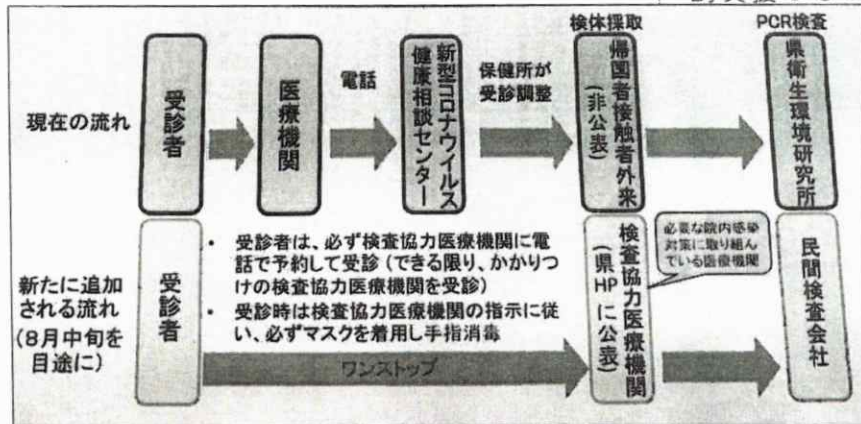 検体採取
PCR検査
現在の流れ
受診者
医療機関
電話
新型コロナウイルス
健康相談センター
保健所が
受診調整
帰国者接触者外来
(非公表)
県衛生環境研究所
新たに追加
される流れ
(8月中旬を
目途に)
受診者
・ 受診者は、必ず検査協力医療機関に電
話で予約して受診(できる限り、かかりつ
けの検査協力医療機関を受診)
・ 受診時は検査協力医療機関の指示に従
い、必ずマスクを着用し手指消毒
ワンストップ
検査協力医療機関
(県HPに公表)
必要な院内感染
対策に取り組ん
でいる医療機関
民間検査会社